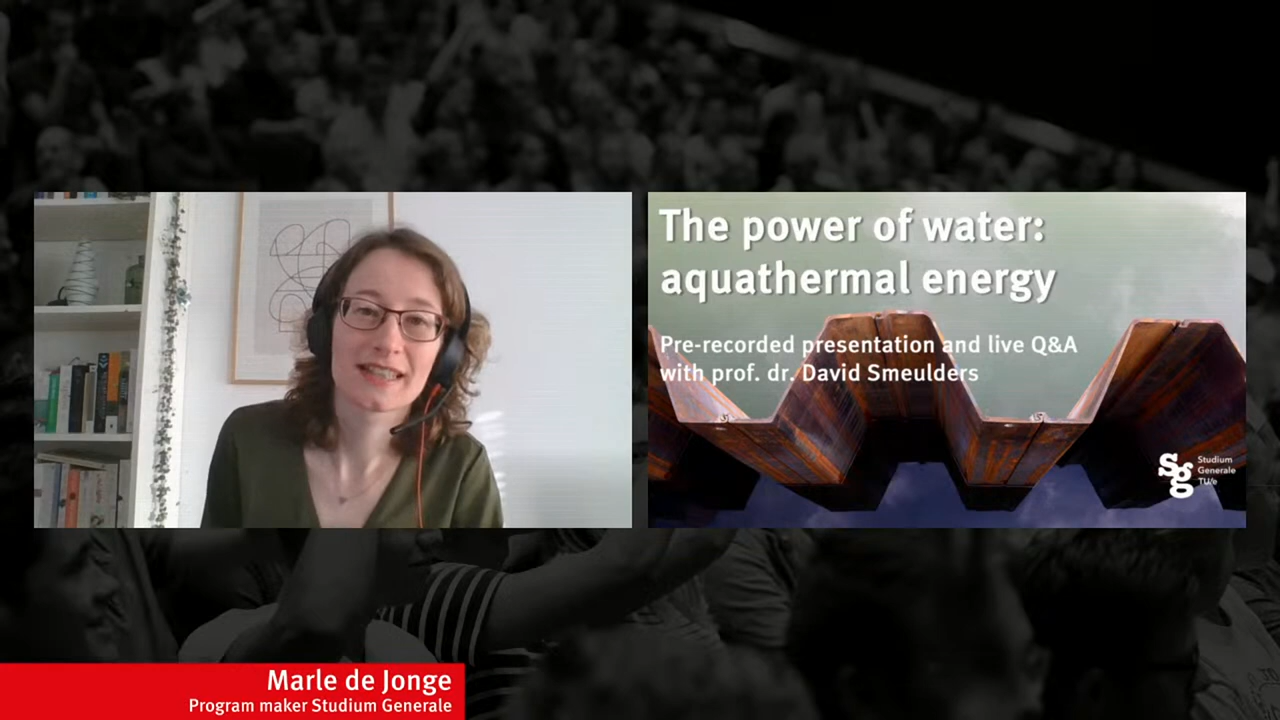 The power of water:
aquathermal energy
Pre-recorded presentation and live Q&A
with prof. dr. David Smeulders
sg
Studium
Generale
TU/e
Marle de Jonge
Program maker Studium Generale